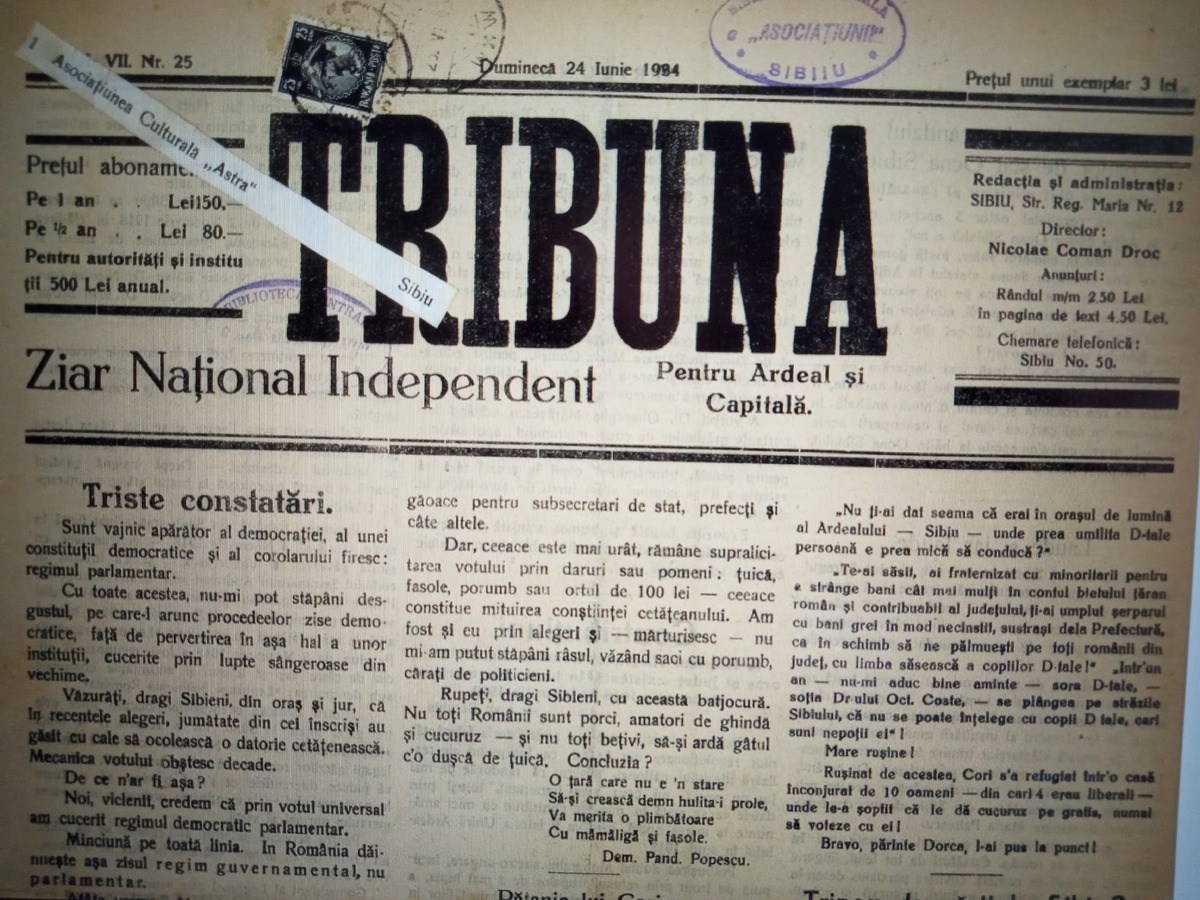 VII. Nr. 25
Duminecă 24 Iunie 1934
Prețul unui exemplar 3 lei
„ASOCIAȚIUNII”
SIBIIU
25
ROMÂNIA POSTA
25
1 Asociațiunea Culturală „Astra“ Sibiu
Prețul aboname
Pe 1 an . . Lei150.—
Pe ½ an . . Lei 80.—
Pentru autorități și institu
ții 500 Lei anual.
BIBLIOTECA
TRIBUNA
Redacția și administrația:
SIBIU, Str. Reg. Maria Nr. 12
Director:
Nicolae Coman Droc
Anunțuri:
Rândul m/m 2.50 Lei
în pagina de text 4.50 Lei.
Chemare telefonică:
Sibiu No. 50.
Ziar Național Independent
Pentru Ardeal și
Capitală.
Triste constatări.
Sunt vajnic apărător al democrației, al unei
constituții democratice și al corolarului firesc:
regimul parlamentar.
Cu toate acestea, nu-mi pot stăpâni des-
gustul, pe care-l arunc procedeelor zise demo-
cratice, față de pervertirea în așa hal a unor
instituții, cucerite prin lupte sângeroase din
vechime.
Văzurăți, dragi Sibieni, din oraș și jur, că
în recentele alegeri, jumătate din cei înscriși au
găsit cu cale să ocolească o datorie cetățenească.
Mecanica votului obștesc decade.
De ce n'ar fi așa?
Noi, viclenit, credem că prin votul universal
am cucerit regimul democratic parlamentar.
Minciună pe toată linia. In România dăi-
nuește așa zisul regim guvernamental, nu
parlamentar.
găoace pentru subsecretari de stat, prefecți și
câte altele.
Dar, ceeace este mai urât, rămâne supralici-
tarea votului prin daruri sau pomeni: țuică,
fasole, porumb sau ortul de 100 lei — ceeace
constitue mituirea conștiinței cetățeanului. Am
fost și eu prin alegeri și — mărturisesc — nu
mi-am putut stăpâni râsul, văzând saci cu porumb,
cărați de politicieni.
Rupeți, dragi Sibieni, cu această batjocură.
Nu toți Românii sunt porci, amatori de ghindă
și cucuruz — și nu toți bețivi, să-și ardă gâtul
c'o dușcă de țuică. Concluzia?
O țară care nu e 'n stare
Să-și crească demn hulita-i prole,
Va merita o plimbătoare
Cu mămăligă și fasole.
Dem. Pand. Popescu.
Pățania lui Cori
„Nu ți-ai dat seama că erai în orașul de lumină
al Ardealului — Sibiu — unde prea umilita D-tale
persoană e prea mică să conducă?“
„Te-ai săsit, ai fraternizat cu minoritarii pentru
a strânge bani cât mai mulți în contul bietului țăran
român și contribuabil al județului, ți-ai umplut șerparul
cu bani grei în mod necinstit, sustrași dela Prefectură,
ca în schimb să ne pălmuești pe toți românii din
județ, cu limba săsească a copiilor D-tale!“ „Intr'un
an — nu-mi aduc bine aminte — sora D-tale, —
soția Dr-ului Oct. Coste, — se plângea pe străzile
Sibiului, că nu se poate înțelege cu copii D tale, cari
sunt nepoții ei“!
Mare rușine!
Rușinat de acestea, Cori s'a refugiat într'o casă
înconjurat de 10 oameni — din cari 4 erau liberali —
unde le-a șoptit că le dă cucuruz pe gratis, numai
să voteze cu ei!
Bravo, părinte Dorca, l-ai pus la punct!